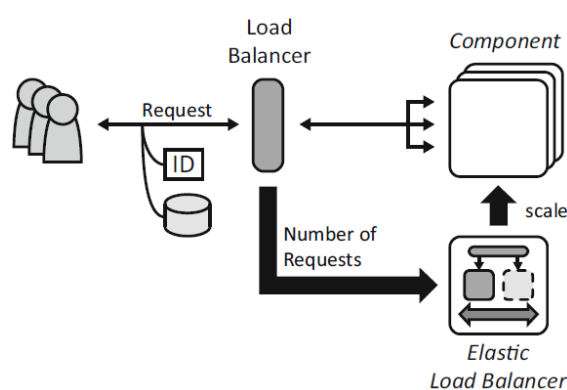 Load
Balancer
Component
Request
ID
scale
Number of
Requests
Elastic
Load Balancer